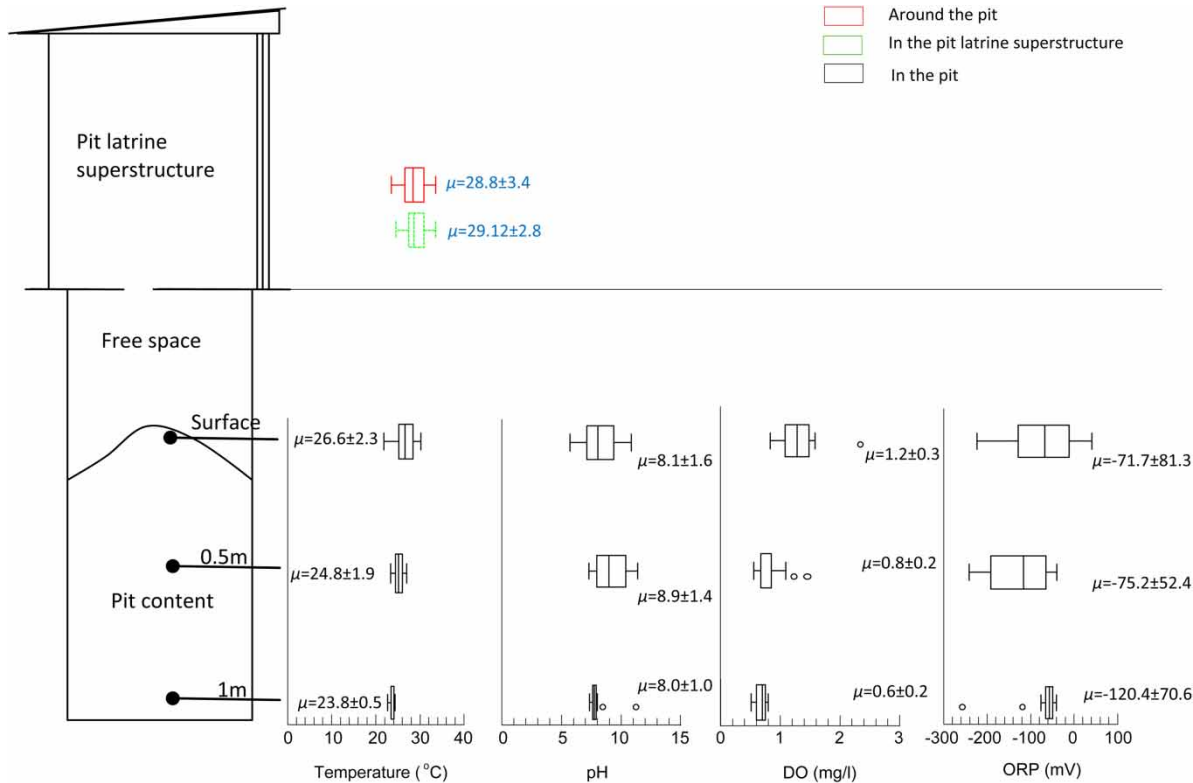 Around the pit
In the pit latrine superstructure
In the pit
Pit latrine
superstructure
μ=28.8±3.4
μ=29.12±2.8
Free space
Surface
μ=26.6±2.3
μ=8.1±1.6
μ=1.2±0.3
μ=-71.7±81.3
0.5m
μ=24.8±1.9
μ=8.9±1.4
μ=0.8±0.2
μ=-75.2±52.4
Pit content
1m
μ=23.8±0.5
μ=8.0±1.0
μ=0.6±0.2
μ=-120.4±70.6
0 10 20 30 40
0 5 10 15
0 1 2 3
-300 -200 -100 0 100
Temperature (°C)
pH
DO (mg/l)
ORP (mV)